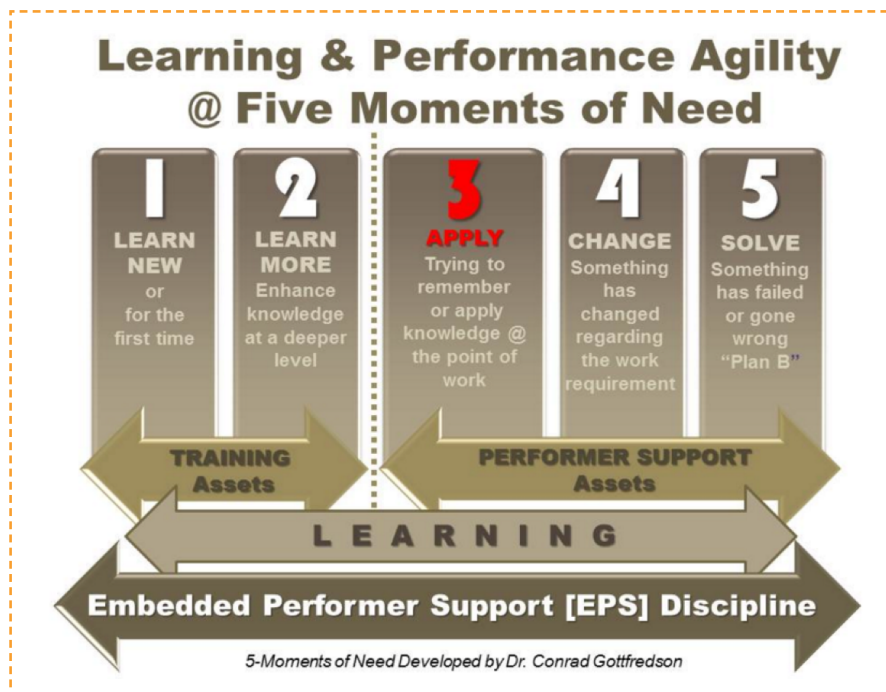 Learning & Performance Agility
@ Five Moments of Need
1
LEARN
NEW
or
for the
first time
2
LEARN
MORE
Enhance
knowledge
at a deeper
level
3
APPLY
Trying to
remember
or apply
knowledge @
the point of
work
4
CHANGE
Something
has
changed
regarding
the work
requirement
5
SOLVE
Something
has failed
or gone
wrong
“Plan B”
TRAINING
Assets
PERFORMER SUPPORT
Assets
LEARNING
Embedded Performer Support [EPS] Discipline
5-Moments of Need Developed by Dr. Conrad Gottfredson